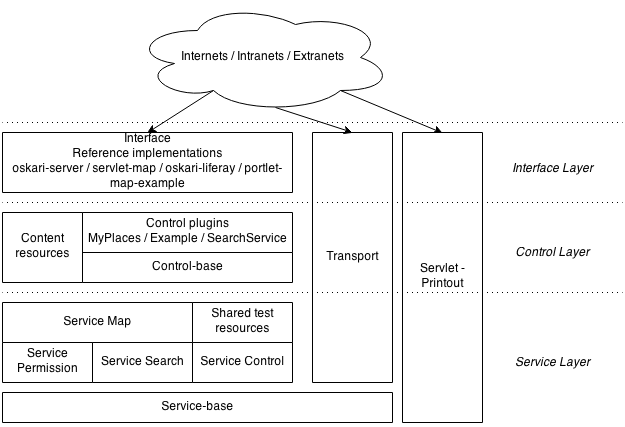 Internets / Intranets / Extranets
Interface
Reference implementations
oskari-server / servlet-map / oskari-liferay / portlet-
map-example
Interface Layer
Content
resources
Control plugins
MyPlaces / Example / SearchService
Control-base
Transport
Servlet -
Printout
Control Layer
Service Map
Shared test
resources
Service
Permission
Service Search
Service Control
Service Layer
Service-base